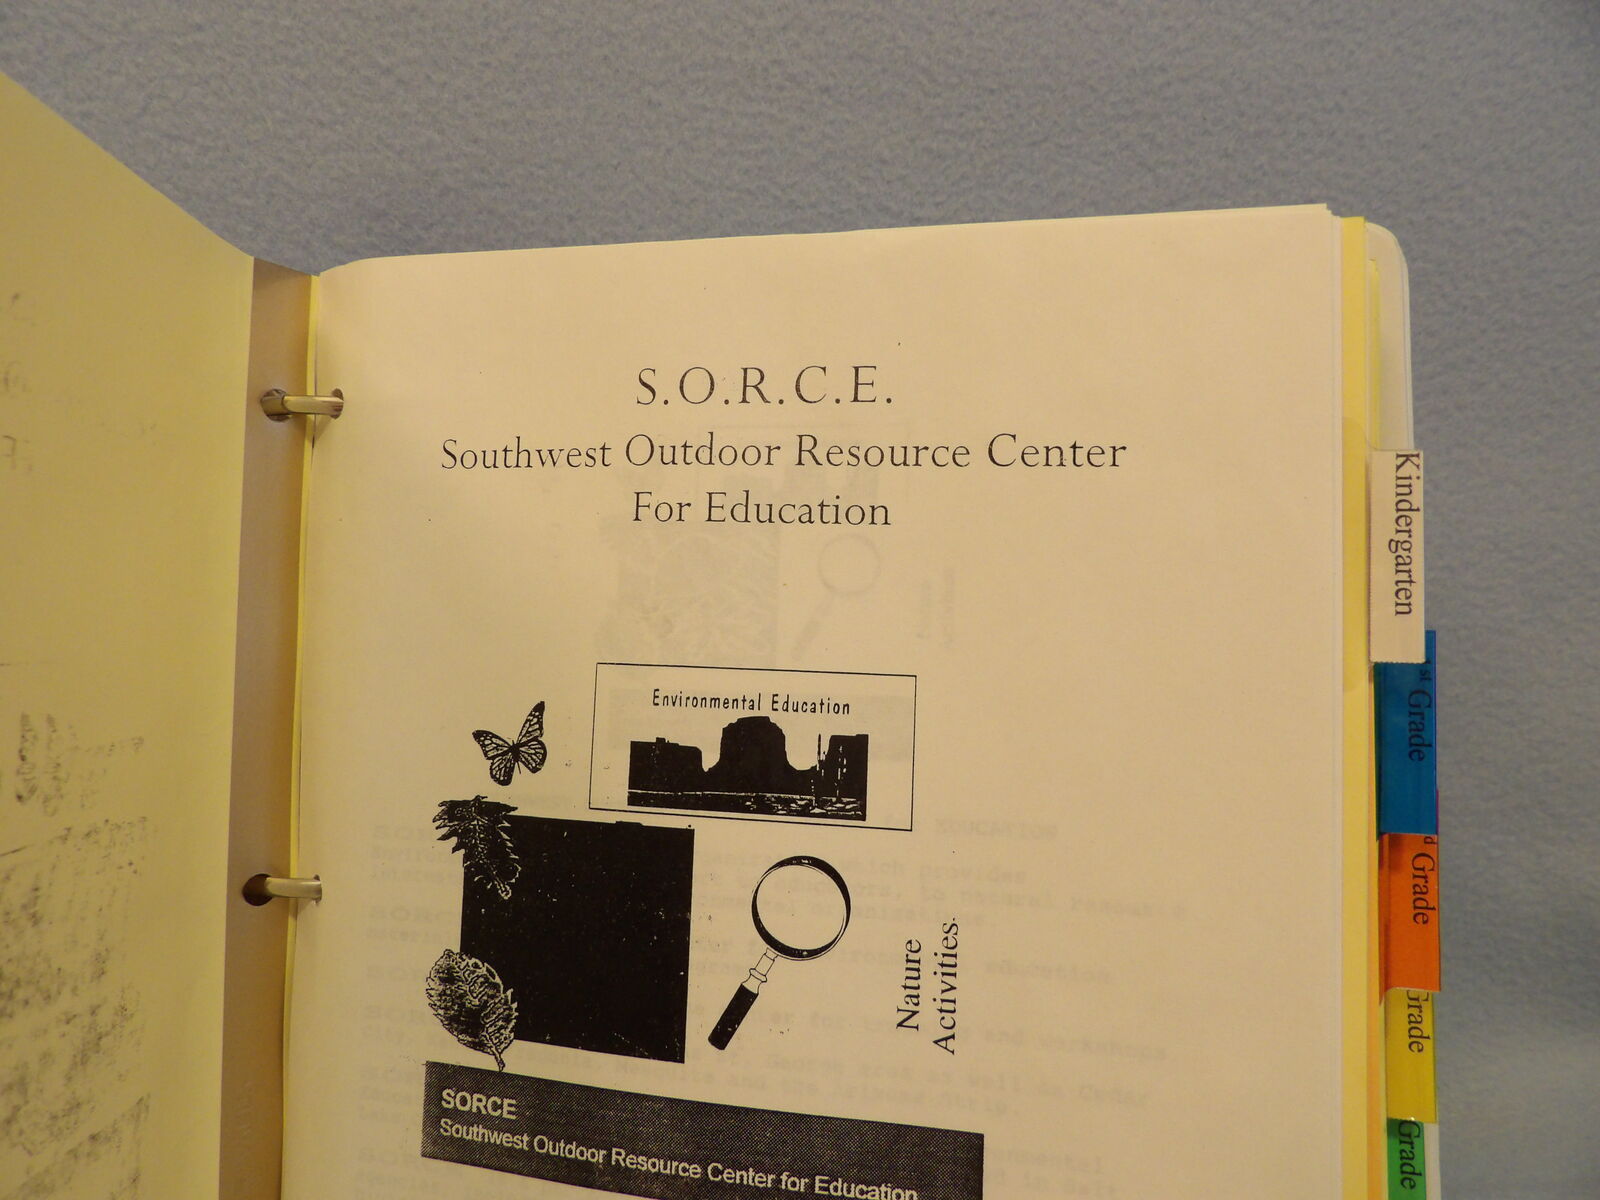 S.O.R.C.E.
Southwest Outdoor Resource Center
For Education
Environmental Education
Nature
Activities
SORCE
Southwest Outdoor Resource Center for Education
Kindergarten
st Grade
d Grade
Grade
Grade